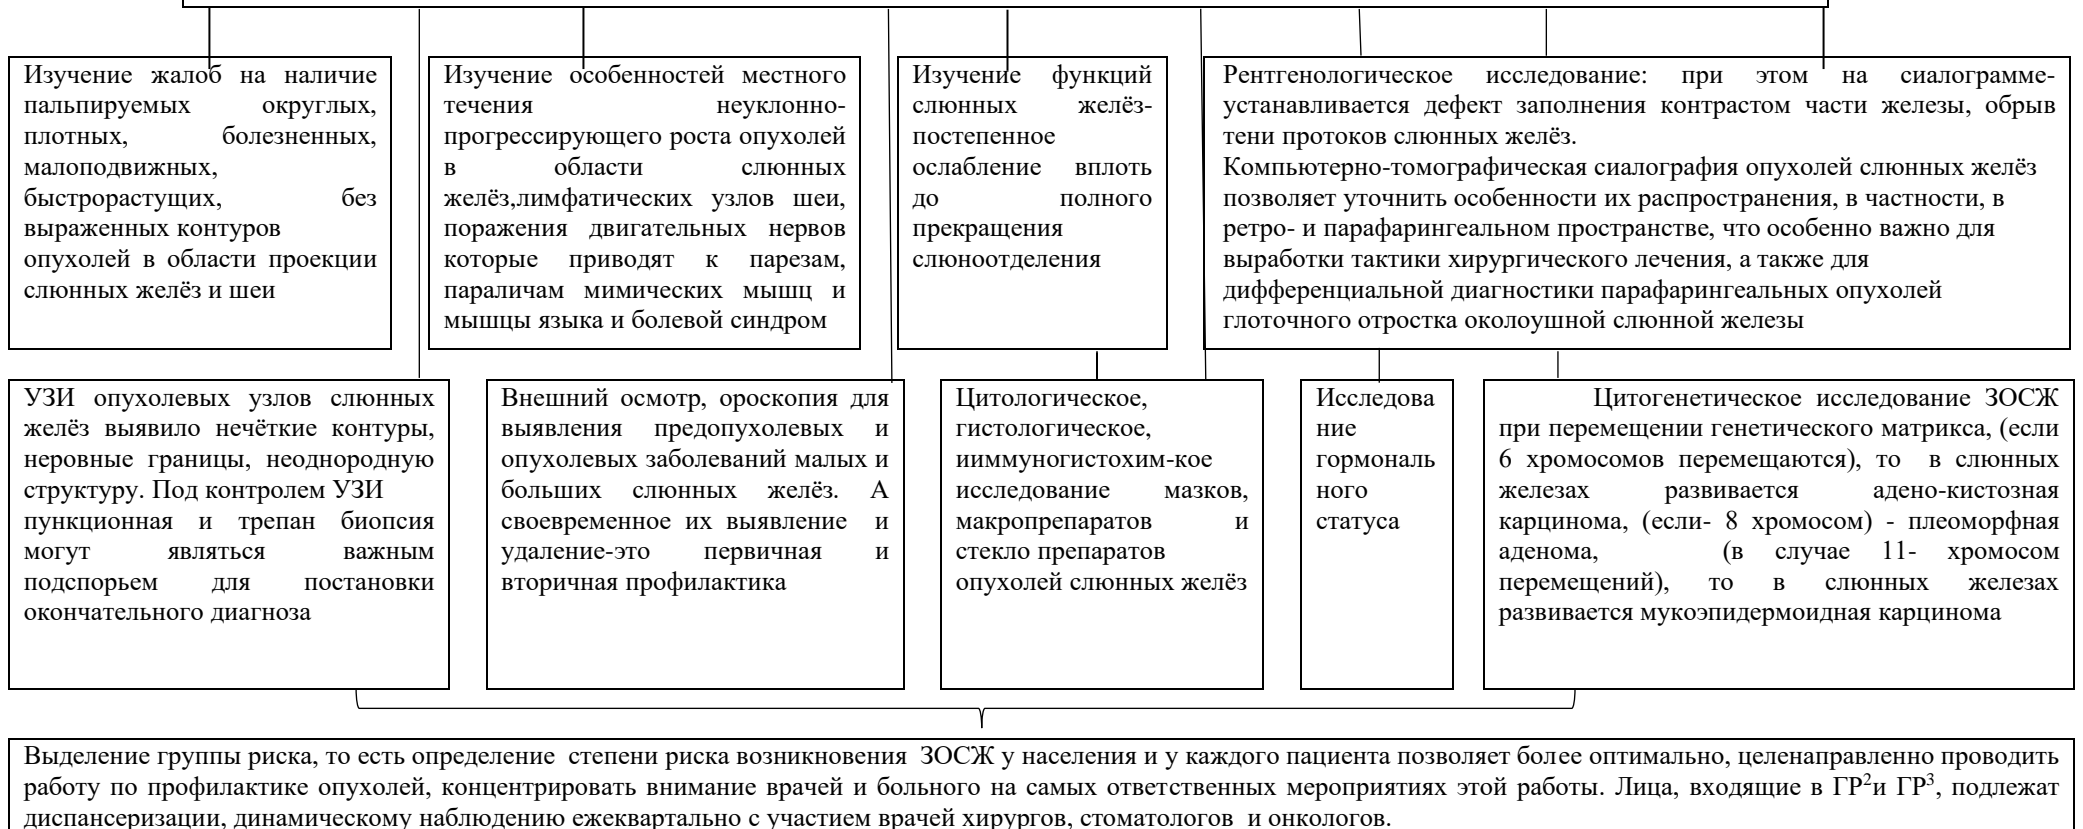 Изучение жалоб на наличие
пальпируемых округлых,
плотных, болезненных,
малоподвижных,
быстрорастущих, без
выраженных контуров
опухолей в области проекции
слюнных желёз и шеи
Изучение особенностей местного
течения неуклонно-
прогрессирующего роста опухолей
в области слюнных
желёз,лимфатических узлов шеи,
поражения двигательных нервов
которые приводят к парезам,
параличам мимических мышц и
мышцы языка и болевой синдром
Изучение функций
слюнных желёз-
постепенное
ослабление вплоть
до полного
прекращения
слюноотделения
Рентгенологическое исследование: при этом на сиалограмме-
устанавливается дефект заполнения контрастом части железы, обрыв
тени протоков слюнных желёз.
Компьютерно-томографическая сиалография опухолей слюнных желёз
позволяет уточнить особенности их распространения, в частности, в
ретро- и парафарингеальном пространстве, что особенно важно для
выработки тактики хирургического лечения, а также для
дифференциальной диагностики парафарингеальных опухолей
глоточного отростка околоушной слюнной железы
УЗИ опухолевых узлов слюнных
желёз выявило нечёткие контуры,
неровные границы, неоднородную
структуру. Под контролем УЗИ
пункционная и трепан биопсия
могут являться важным
подспорьем для постановки
окончательного диагноза
Внешний осмотр, ороскопия для
выявления предопухолевых и
опухолевых заболеваний малых и
больших слюнных желёз. А
своевременное их выявление и
удаление-это первичная и
вторичная профилактика
Цитологическое,
гистологическое,
ииммуногистохим-кое
исследование мазков,
макропрепаратов и
стекло препаратов
опухолей слюнных желёз
Исследова
ние
гормональ
ного
статуса
Цитогенетическое исследование ЗОСЖ
при перемещении генетического матрикса, (если
6 хромосомов перемещаются), то в слюнных
железах развивается адено-кистозная
карцинома, (если- 8 хромосом) - плеоморфная
аденома, (в случае 11- хромосом
перемещений), то в слюнных железах
развивается мукоэпидермоидная карцинома
Выделение группы риска, то есть определение степени риска возникновения ЗОСЖ у населения и у каждого пациента позволяет более оптимально, целенаправленно проводить
работу по профилактике опухолей, концентрировать внимание врачей и больного на самых ответственных мероприятиях этой работы. Лица, входящие в ГР²и ГР³, подлежат
диспансеризации, динамическому наблюдению ежеквартально с участием врачей хирургов, стоматологов и онкологов.